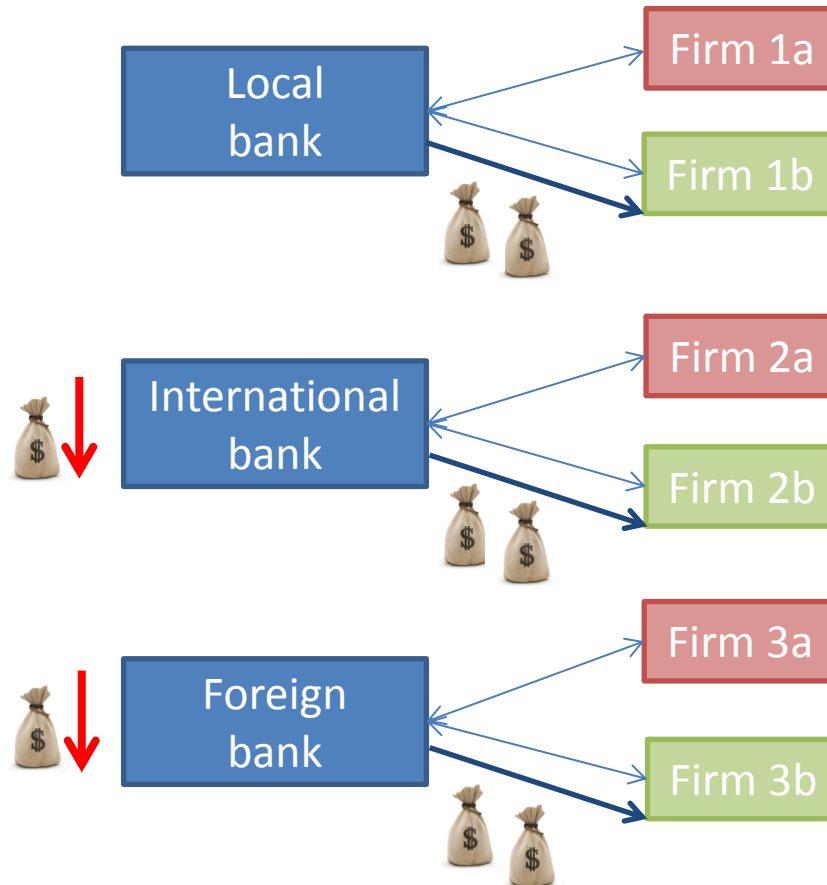 Firm 1a
Local
bank
Firm 1b
$
$
Firm 2a
International
bank
$
Firm 2b
$
$
Firm 3a
Foreign
bank
$
Firm 3b
$
$